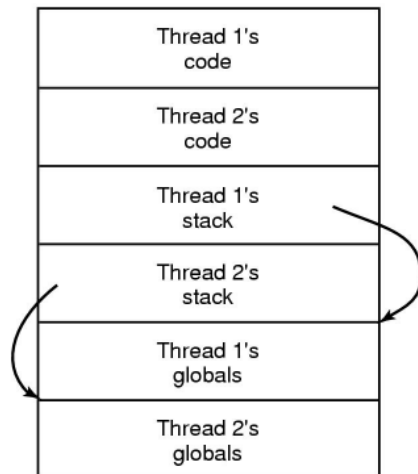 Thread 1's
code
Thread 2's
code
Thread 1's
stack
Thread 2's
stack
Thread 1's
globals
Thread 2's
globals